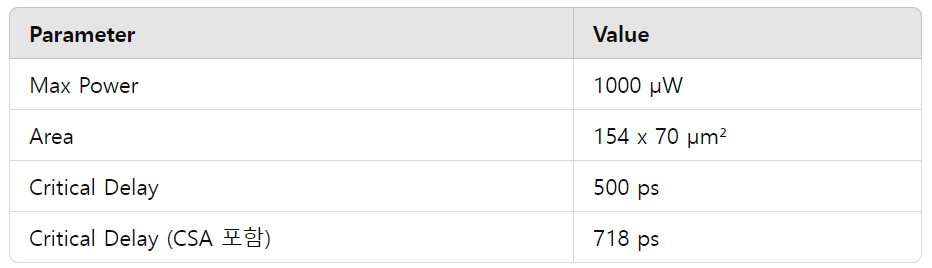 Parameter Value
Max Power 1000 μW
Area 154 x 70 μm²
Critical Delay 500 ps
Critical Delay (CSA 포함) 718 ps